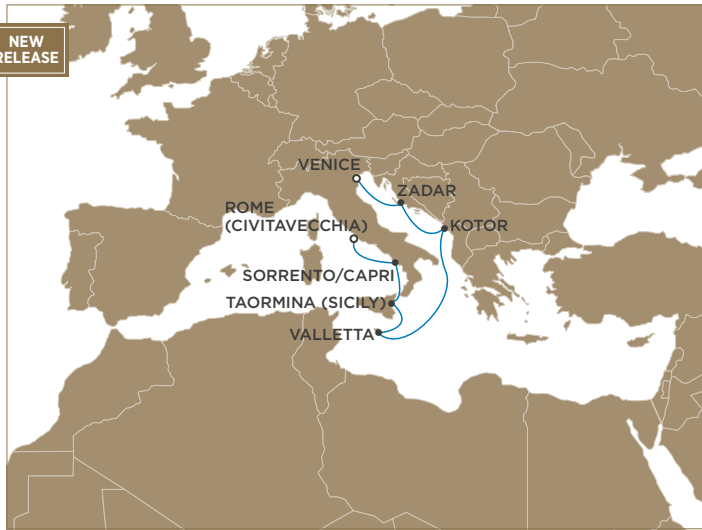 NEW
RELEASE
VENICE
ZADAR
ROME
(CIVITAVECCHIA)
KOTOR
SORRENTO/CAPRI
TAORMINA (SICILY)
VALLETTA